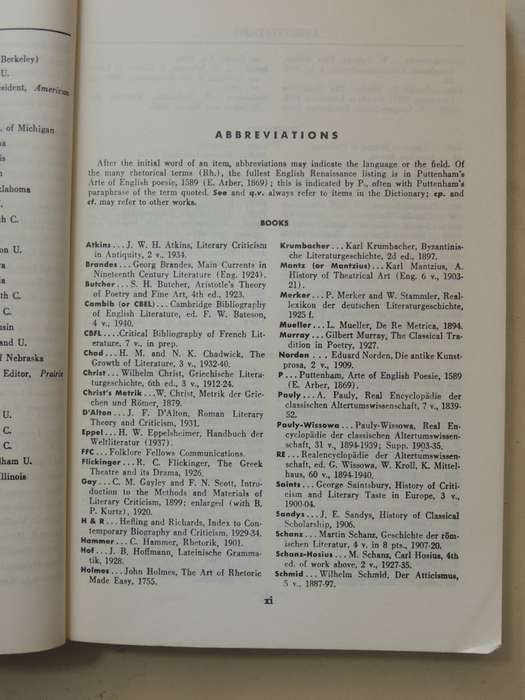 Berkeley)
U.
esident, American
. of Michigan
is
klahoma
.
th C.
on U.
a
th C.
C.
usin
and U.
f Nebraska
Editor, Prairie
U.
C.
C.
lham U.
Illinois
ABBREVIATIONS
After the initial word of an item, abbreviations may indicate the language or the field. Of
the many rhetorical terms (Rh.), the fullest English Renaissance listing is in Puttenham's
Arte of English poesie, 1589 (E. Arber, 1869); this is indicated by P., often with Puttenham's
paraphrase of the term quoted. See and q.v. always refer to items in the Dictionary; cp. and
cf. may refer to other works.
BOOKS
Atkins... J. W. H. Atkins, Literary Criticism
in Antiquity, 2 v., 1934.
Brandes... Georg Brandes, Main Currents in
Nineteenth Century Literature (Eng. 1924).
Butcher... S. H. Butcher, Aristotle's Theory
of Poetry and Fine Art, 4th ed., 1923.
Cambib (or CBEL)...Cambridge Bibliography
of English Literature, ed. F. W. Bateson,
4 v., 1940.
CBFL....Critical Bibliography of French Lit-
erature, 7 v., in prep.
Chad... H. M. and N. K. Chadwick, The
Growth of Literature, 3 v., 1932-40.
Christ... Wilhelm Christ, Griechische Litera-
turgeschichte, 6th ed., 3 v., 1912-24.
Christ's Metrik...W. Christ, Metrik der Grie-
chen und Römer, 1879.
D'Alton... J. F. D'Alton, Roman Literary
Theory and Criticism, 1931.
Eppel... H. W. Eppelsheimer, Handbuch der
Weltliteratur (1937).
FFC... Folklore Fellows Communications.
Flickinger... R. C. Flickinger, The Greek
Theatre and its Drama, 1926.
Gay... C. M. Gayley and F. N. Scott, Intro-
duction to the Methods and Materials of
Literary Criticism, 1899; enlarged (with B.
P. Kurtz), 1920.
H & R... Hefling and Richards, Index to Con-
temporary Biography and Criticism, 1929-34.
Hammer... C. Hammer, Rhetorik, 1901.
Hof... J. B. Hoffmann, Lateinische Gramma-
tik, 1928.
Holmes...John Holmes, The Art of Rhetoric
Made Easy, 1755.
Krumbacher... Karl Krumbacher, Byzantinis-
che Literaturgeschichte, 2d ed., 1897.
Mantz (or Mantzius)... Karl Mantzius, A
History of Theatrical Art (Eng. 6 v., 1903-
21).
Merker... P. Merker and W. Stammler, Real-
lexikon der deutschen Literaturgeschichte,
1925 f.
Mueller... L. Mueller, De Re Metrica, 1894.
Murray... Gilbert Murray, The Classical Tra-
dition in Poetry, 1927.
Norden ... Eduard Norden, Die antike Kunst-
prosa, 2 v., 1909.
P... Puttenham, Arte of English Poesie, 1589
(E. Arber, 1869).
Pauly... A. Pauly, Real Encyclopädie der
classischen Altertumswissenschaft, 7 v., 1839-
52.
Pauly-Wissowa... Pauly-Wissowa, Real En-
cyclopädie der classischen Altertumswissen-
schaft, 31 v., 1894-1939; Supp. 1903-35.
RE... Realencyclopädie der Altertumswissen-
schaft, ed. G. Wissowa, W. Kroll, K. Mittel-
haus, 60 v., 1894-1940.
Saints... George Saintsbury, History of Criti-
cism and Literary Taste in Europe, 3 v.,
1900-04.
Sandys... J. E. Sandys, History of Classical
Scholarship, 1906.
Schanz... Martin Schanz, Geschichte der röm-
ischen Literatur, 4 v. in 8 pts., 1907-20.
Schanz-Hosius... M. Schanz, Carl Hosius, 4th
ed. of work above, 2 v., 1927-35.
Schmid... Wilhelm Schmid, Der Atticismus,
5 v., 1887-97.
xi